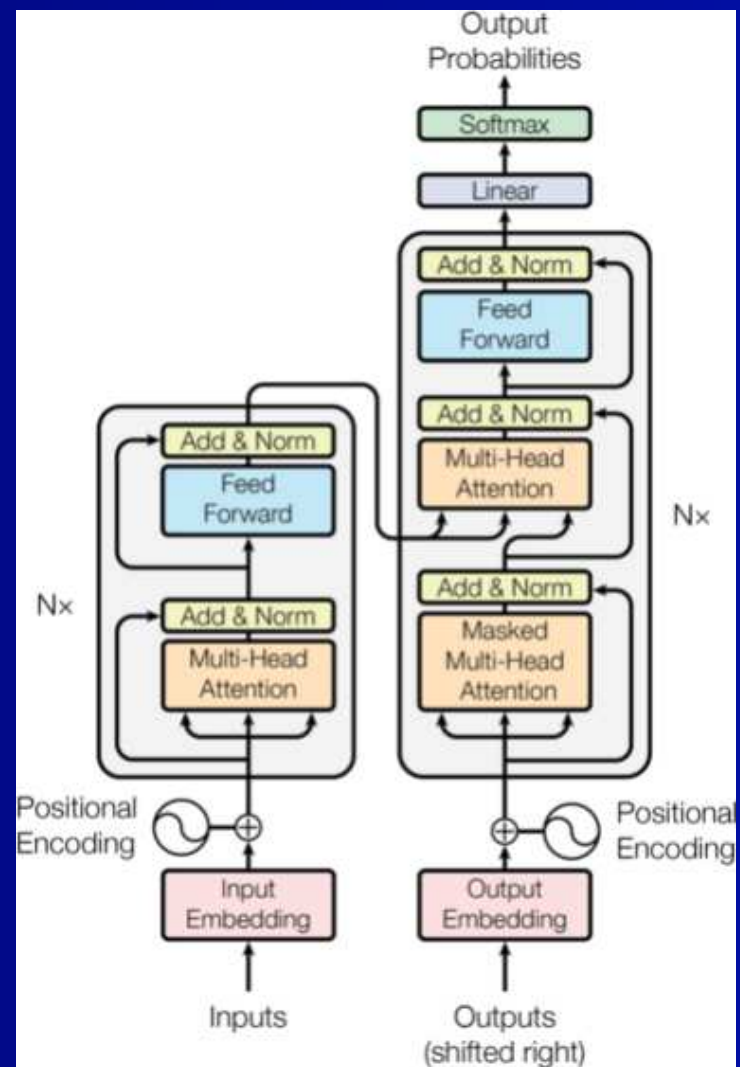 Output
Probabilities
Softmax
Linear
Add & Norm
Feed
Forward
Add & Norm
Multi-Head
Attention
Add & Norm
Masked
Multi-Head
Attention
Nx
Add & Norm
Feed
Forward
Add & Norm
Multi-Head
Attention
Nx
Positional
Encoding
Positional
Encoding
Input
Embedding
Output
Embedding
Inputs
Outputs
(shifted right)